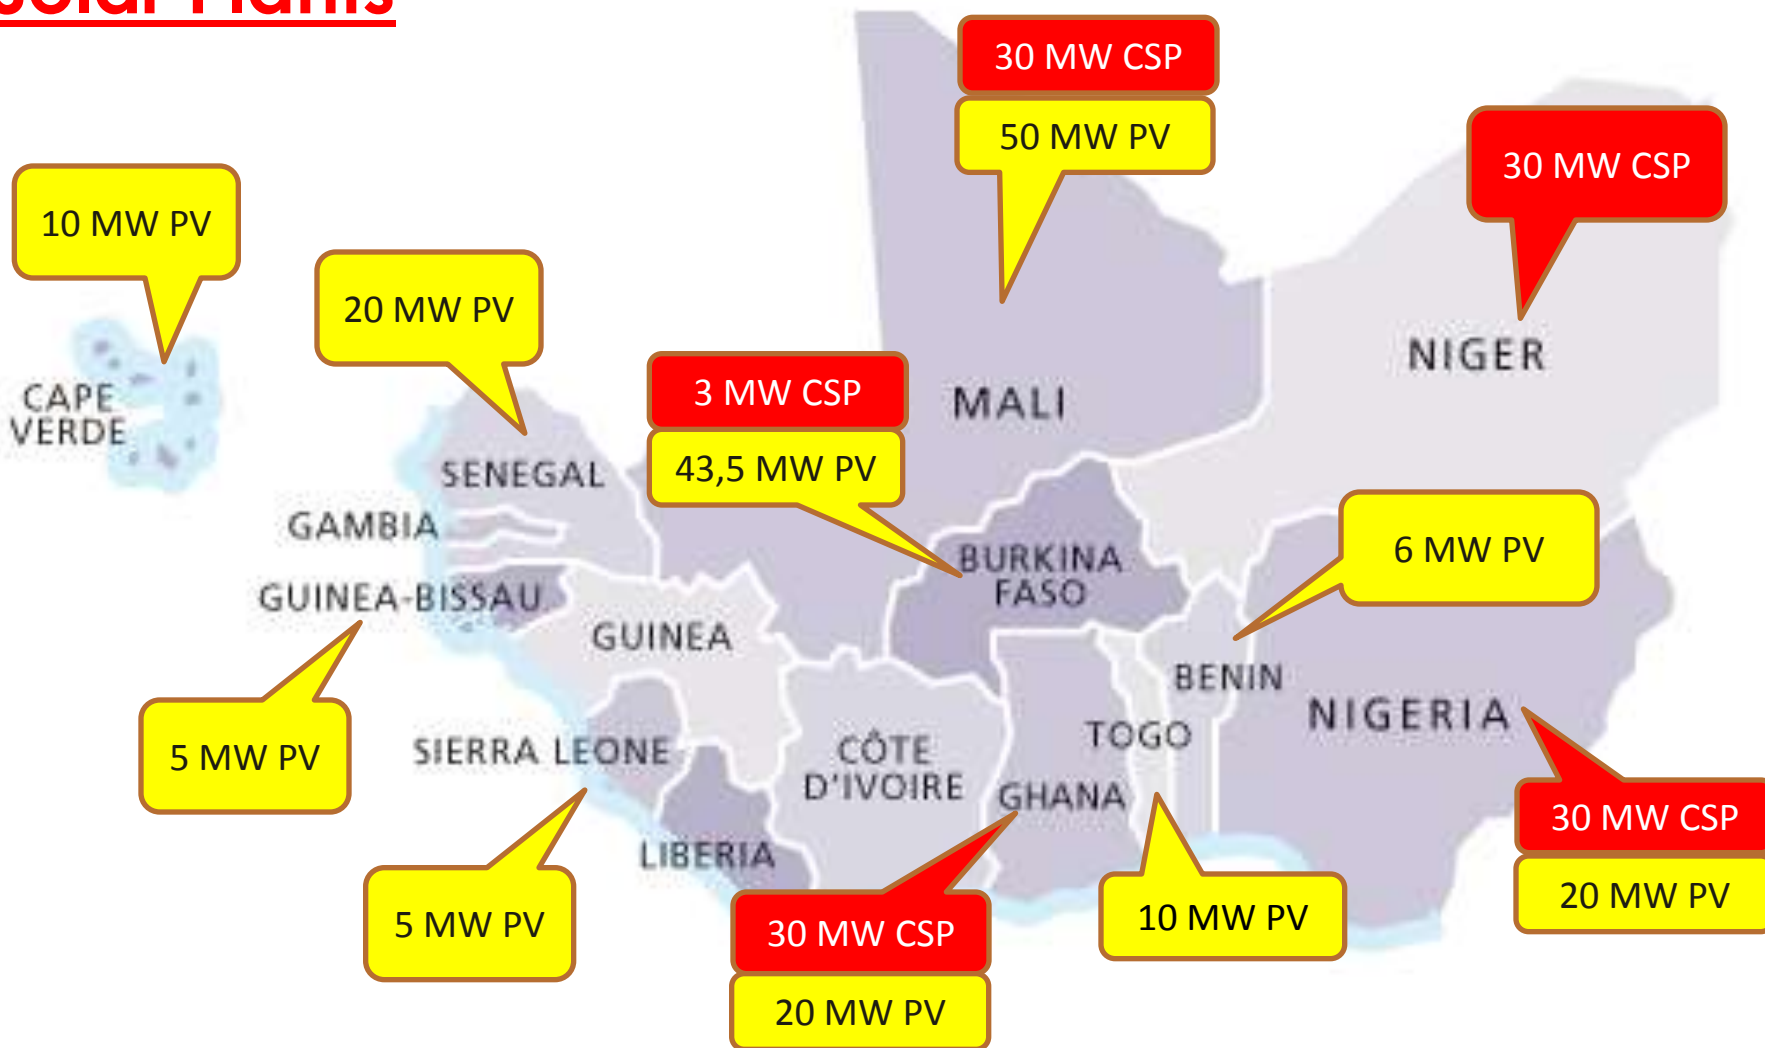 Solar Plants
30 MW CSP
50 MW PV
30 MW CSP
10 MW PV
20 MW PV
3 MW CSP
43,5 MW PV
6 MW PV
CAPE
VERDE
NIGER
MALI
SENEGAL
GAMBIA
GUINEA-BISSAU
GUINEA
BURKINA
FASO
BENIN
NIGERIA
TOGO
SIERRA LEONE
CÔTE
D'IVOIRE
GHANA
LIBERIA
5 MW PV
5 MW PV
30 MW CSP
20 MW PV
10 MW PV
30 MW CSP
20 MW PV